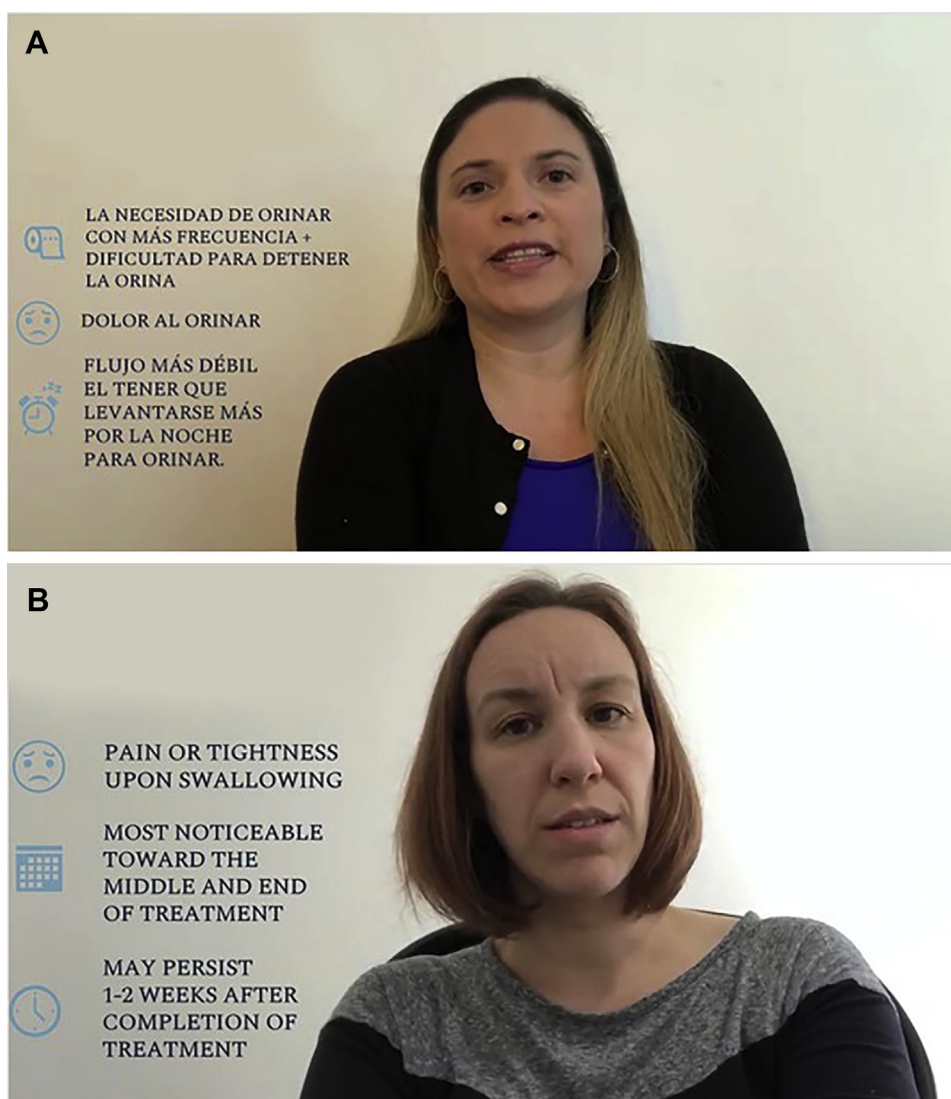 A
LA NECESIDAD DE ORINAR
CON MÁS FRECUENCIA +
DIFICULTAD PARA DETENER
LA ORINA
DOLOR AL ORINAR
FLUJO MÁS DÉBIL
EL TENER QUE
LEVANTARSE MÁS
POR LA NOCHE
PARA ORINAR.
B
PAIN OR TIGHTNESS
UPON SWALLOWING
MOST NOTICEABLE
TOWARD THE
MIDDLE AND END
OF TREATMENT
MAY PERSIST
1-2 WEEKS AFTER
COMPLETION OF
TREATMENT